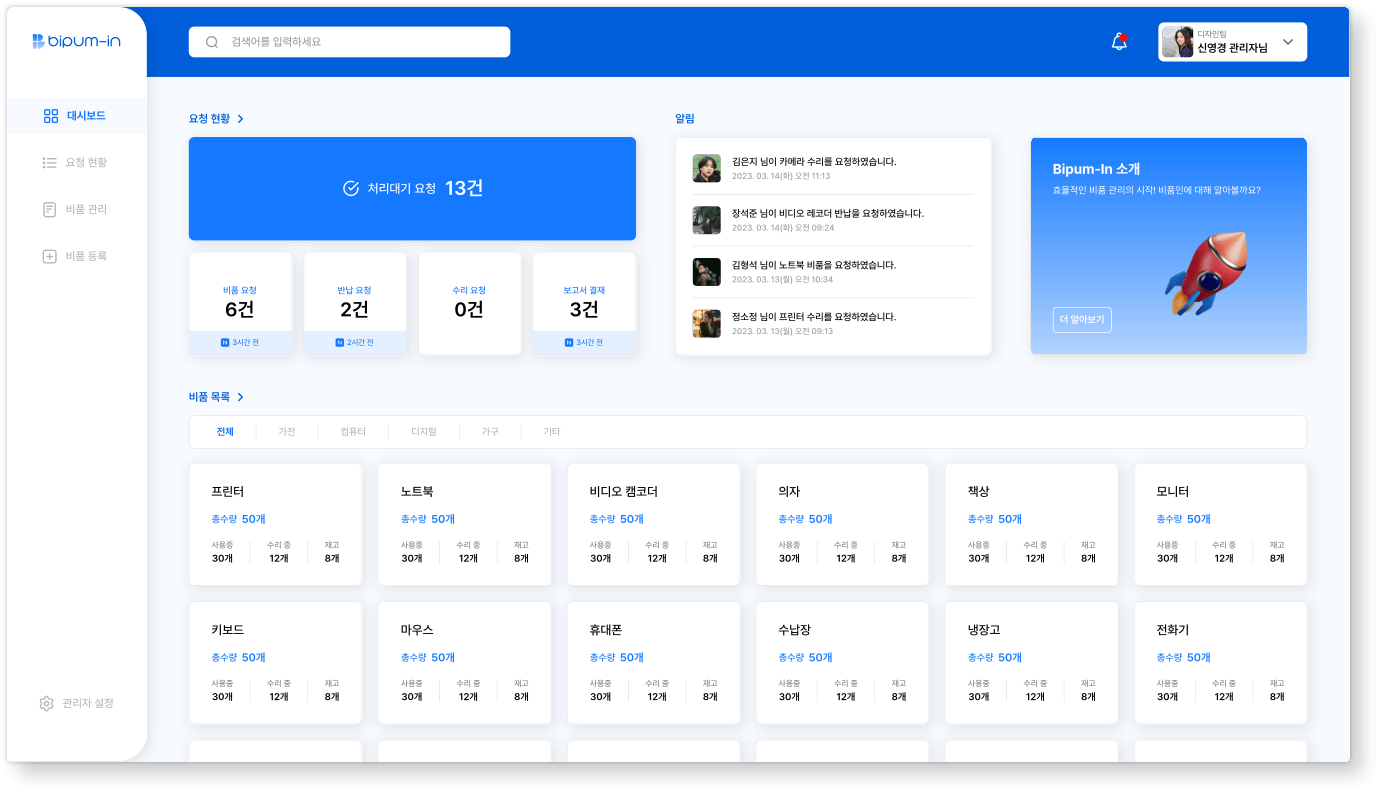 bipum-in
검색어를 입력하세요
디자인팀
신영경 관리자님
대시보드
요청 현황
비품 관리
비품 등록
관리자 설정
요청 현황
처리대기 요청 13건
비품 요청
6건
N 3시간 전
반납 요청
2건
N 2시간 전
수리 요청
0건
보고서 결재
3건
N 3시간 전
알림
김은지 님이 카메라 수리를 요청하였습니다.
2023. 03. 14(화) 오전 11:13
장석준 님이 비디오 레코더 반납을 요청하였습니다.
2023. 03. 14(화) 오전 09:24
김형석 님이 노트북 비품을 요청하였습니다.
2023. 03. 13(월) 오전 10:34
정소정 님이 프린터 수리를 요청하였습니다.
2023. 03. 13(월) 오전 09:13
Bipum-In 소개
효율적인 비품 관리의 시작! 비품인에 대해 알아볼까요?
더 알아보기
비품 목록
전체 가전 컴퓨터 디지털 가구 기타
프린터
총수량 50개
사용중 수리 중 재고
30개 12개 8개
노트북
총수량 50개
사용중 수리 중 재고
30개 12개 8개
비디오 캠코더
총수량 50개
사용중 수리 중 재고
30개 12개 8개
의자
총수량 50개
사용중 수리 중 재고
30개 12개 8개
책상
총수량 50개
사용중 수리 중 재고
30개 12개 8개
모니터
총수량 50개
사용중 수리 중 재고
30개 12개 8개
키보드
총수량 50개
사용중 수리 중 재고
30개 12개 8개
마우스
총수량 50개
사용중 수리 중 재고
30개 12개 8개
휴대폰
총수량 50개
사용중 수리 중 재고
30개 12개 8개
수납장
총수량 50개
사용중 수리 중 재고
30개 12개 8개
냉장고
총수량 50개
사용중 수리 중 재고
30개 12개 8개
전화기
총수량 50개
사용중 수리 중 재고
30개 12개 8개